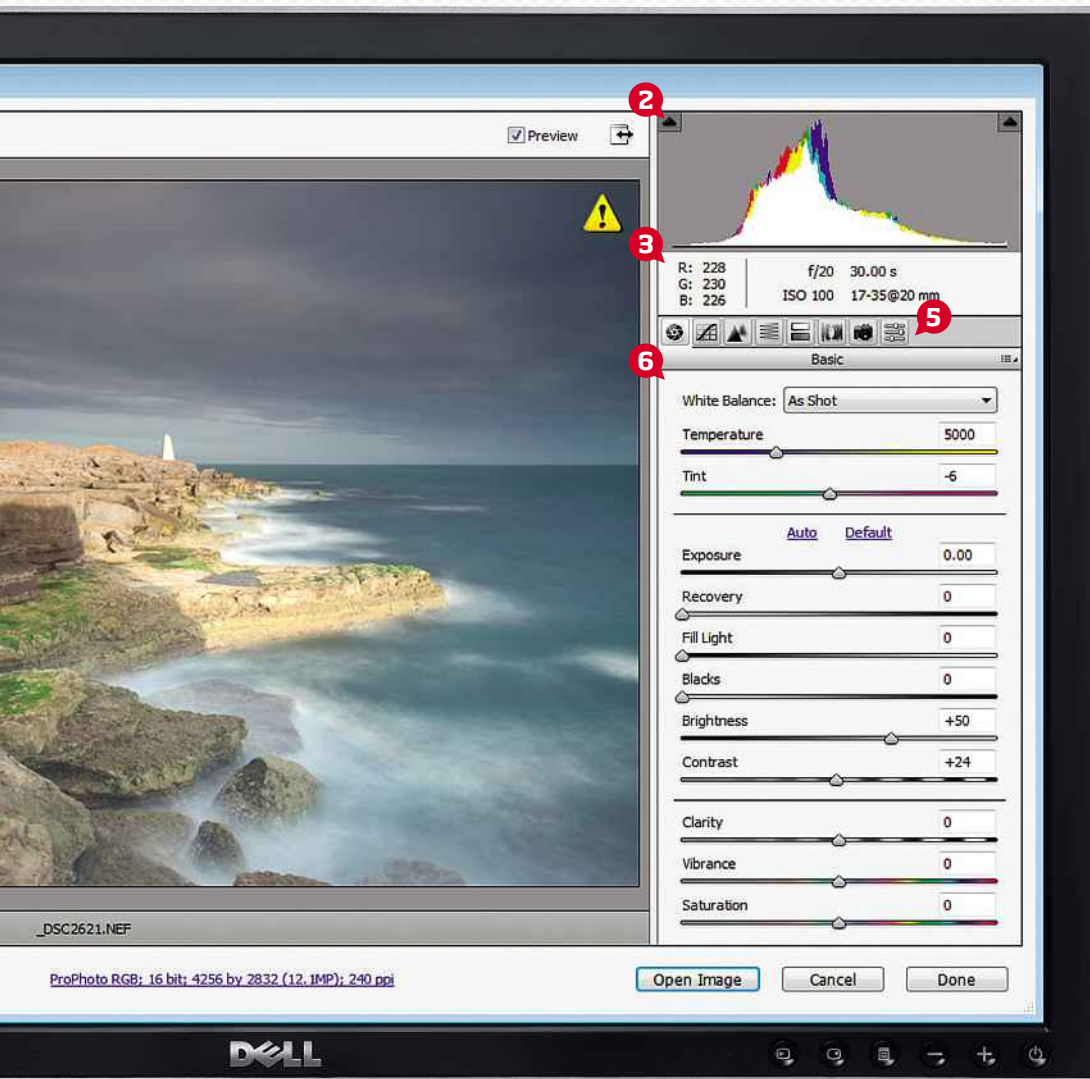 2
Preview
3
R: 228
G: 230
B: 226
f/20 30.00 s
ISO 100 17-35@20 mm
5
6
Basic
White Balance: As Shot
Temperature 5000
Tint -6
Auto Default
Exposure 0.00
Recovery 0
Fill Light 0
Blacks 0
Brightness +50
Contrast +24
Clarity 0
Vibrance 0
Saturation 0
_DSC2621.NEF
ProPhoto RGB; 16 bit; 4256 by 2832 (12.1MP); 240 ppi
Open Image Cancel Done
DELL